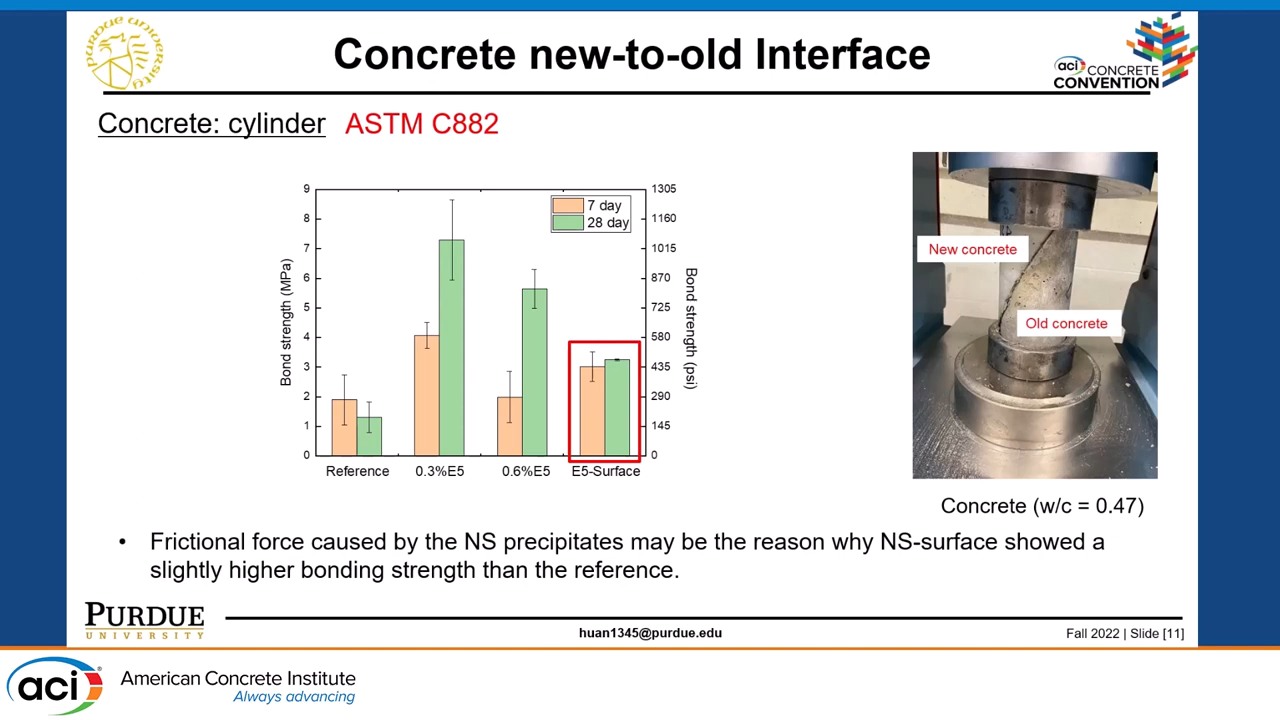 PURDUE UNIVERSITY
Concrete new-to-old Interface
aci CONCRETE
CONVENTION
Concrete: cylinder ASTM C882
9
8
7
6
5
4
3
2
1
0
Bond strength (MPa)
7 day
28 day
1305
1160
1015
870
725
580
435
290
145
0
Bond strength (psi)
Reference
0.3%E5
0.6%E5
E5-Surface
New concrete
Old concrete
Concrete (w/c = 0.47)
• Frictional force caused by the NS precipitates may be the reason why NS-surface showed a
slightly higher bonding strength than the reference.
PURDUE
UNIVERSITY
huan1345@purdue.edu
Fall 2022 | Slide [11]
aci
®
American Concrete Institute
Always advancing